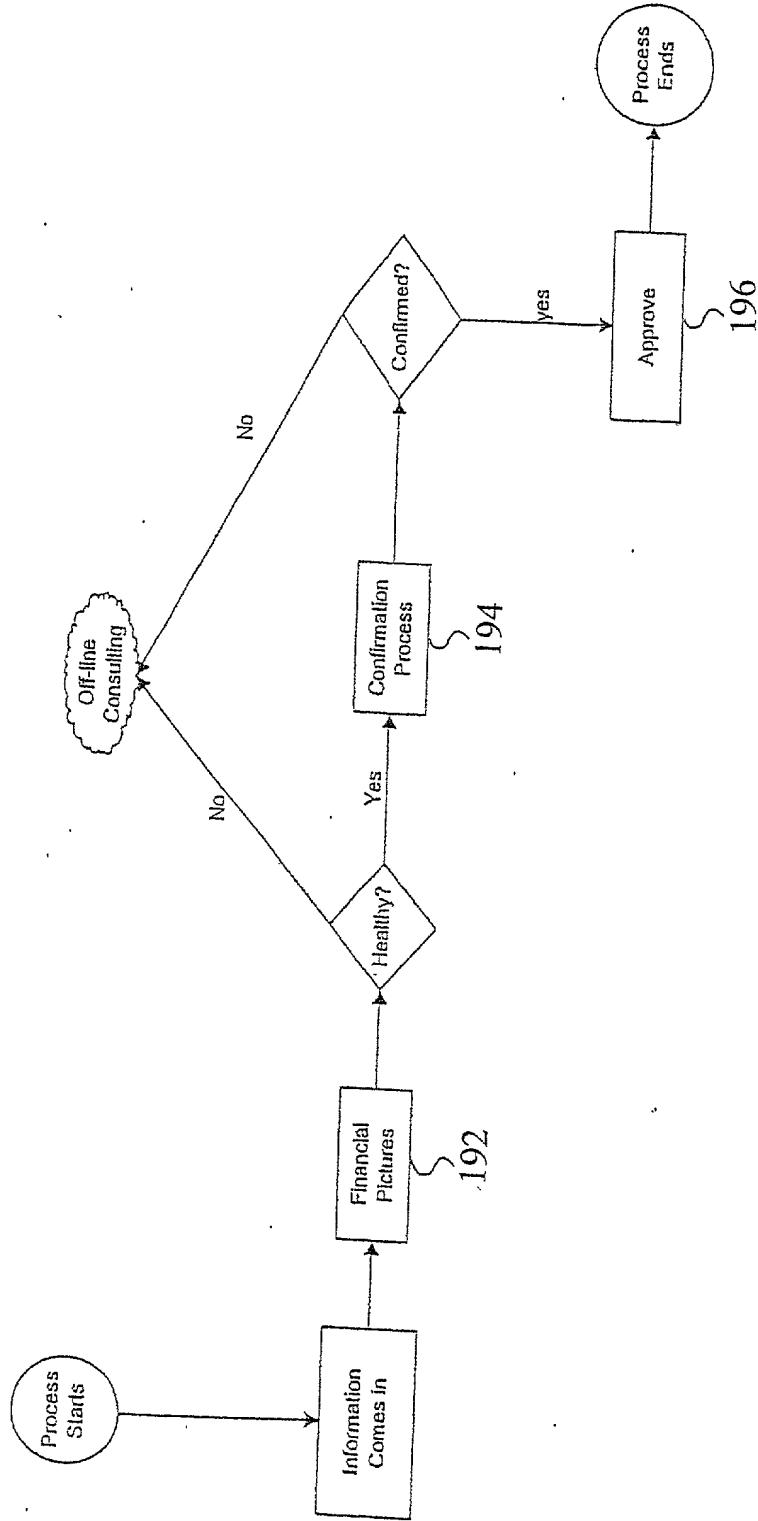 Process
Starts
Information
Comes in
Financial
Pictures
192
Healthy?
No
Yes
Off-line
Consulting
Confirmation
Process
194
No
Confirmed?
yes
Approve
196
Process
Ends